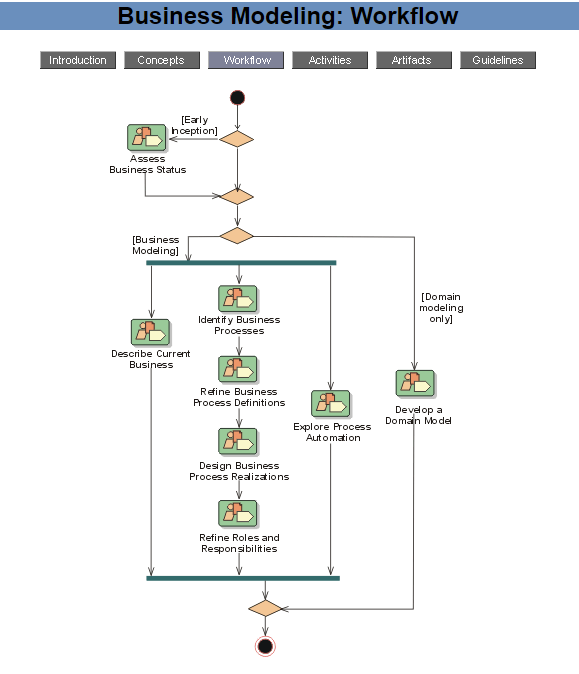 Business Modeling: Workflow
Introduction
Concepts
Workflow
Activities
Artifacts
Guidelines
[Early
Inception]
Assess
Business Status
[Business
Modeling]
[Domain
modeling
only]
Identify Business
Processes
Describe Current
Business
Refine Business
Process Definitions
Explore Process
Automation
Develop a
Domain Model
Design Business
Process Realizations
Refine Roles and
Responsibilities